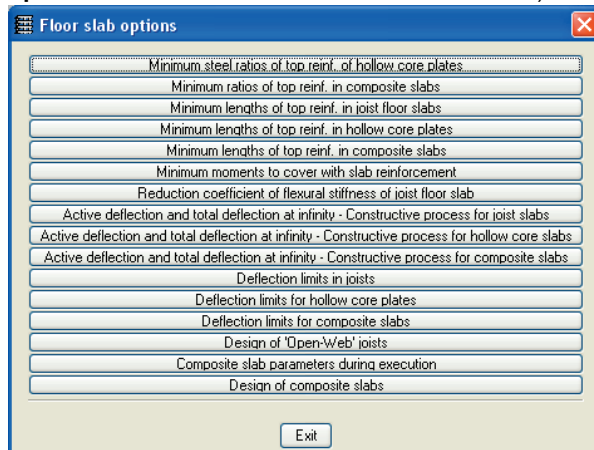 Floor slab options
Minimum steel ratios of top reinf. of hollow core plates
Minimum ratios of top reinf. in composite slabs
Minimum lengths of top reinf. in joist floor slabs
Minimum lengths of top reinf. in hollow core plates
Minimum lengths of top reinf. in composite slabs
Minimum moments to cover with slab reinforcement
Reduction coefficient of flexural stiffness of joist floor slab
Active deflection and total deflection at infinity - Constructive process for joist slabs
Active deflection and total deflection at infinity - Constructive process for hollow core slabs
Active deflection and total deflection at infinity - Constructive process for composite slabs
Deflection limits in joists
Deflection limits for hollow core plates
Deflection limits for composite slabs
Design of 'Open-Web' joists
Composite slab parameters during execution
Design of composite slabs
Exit